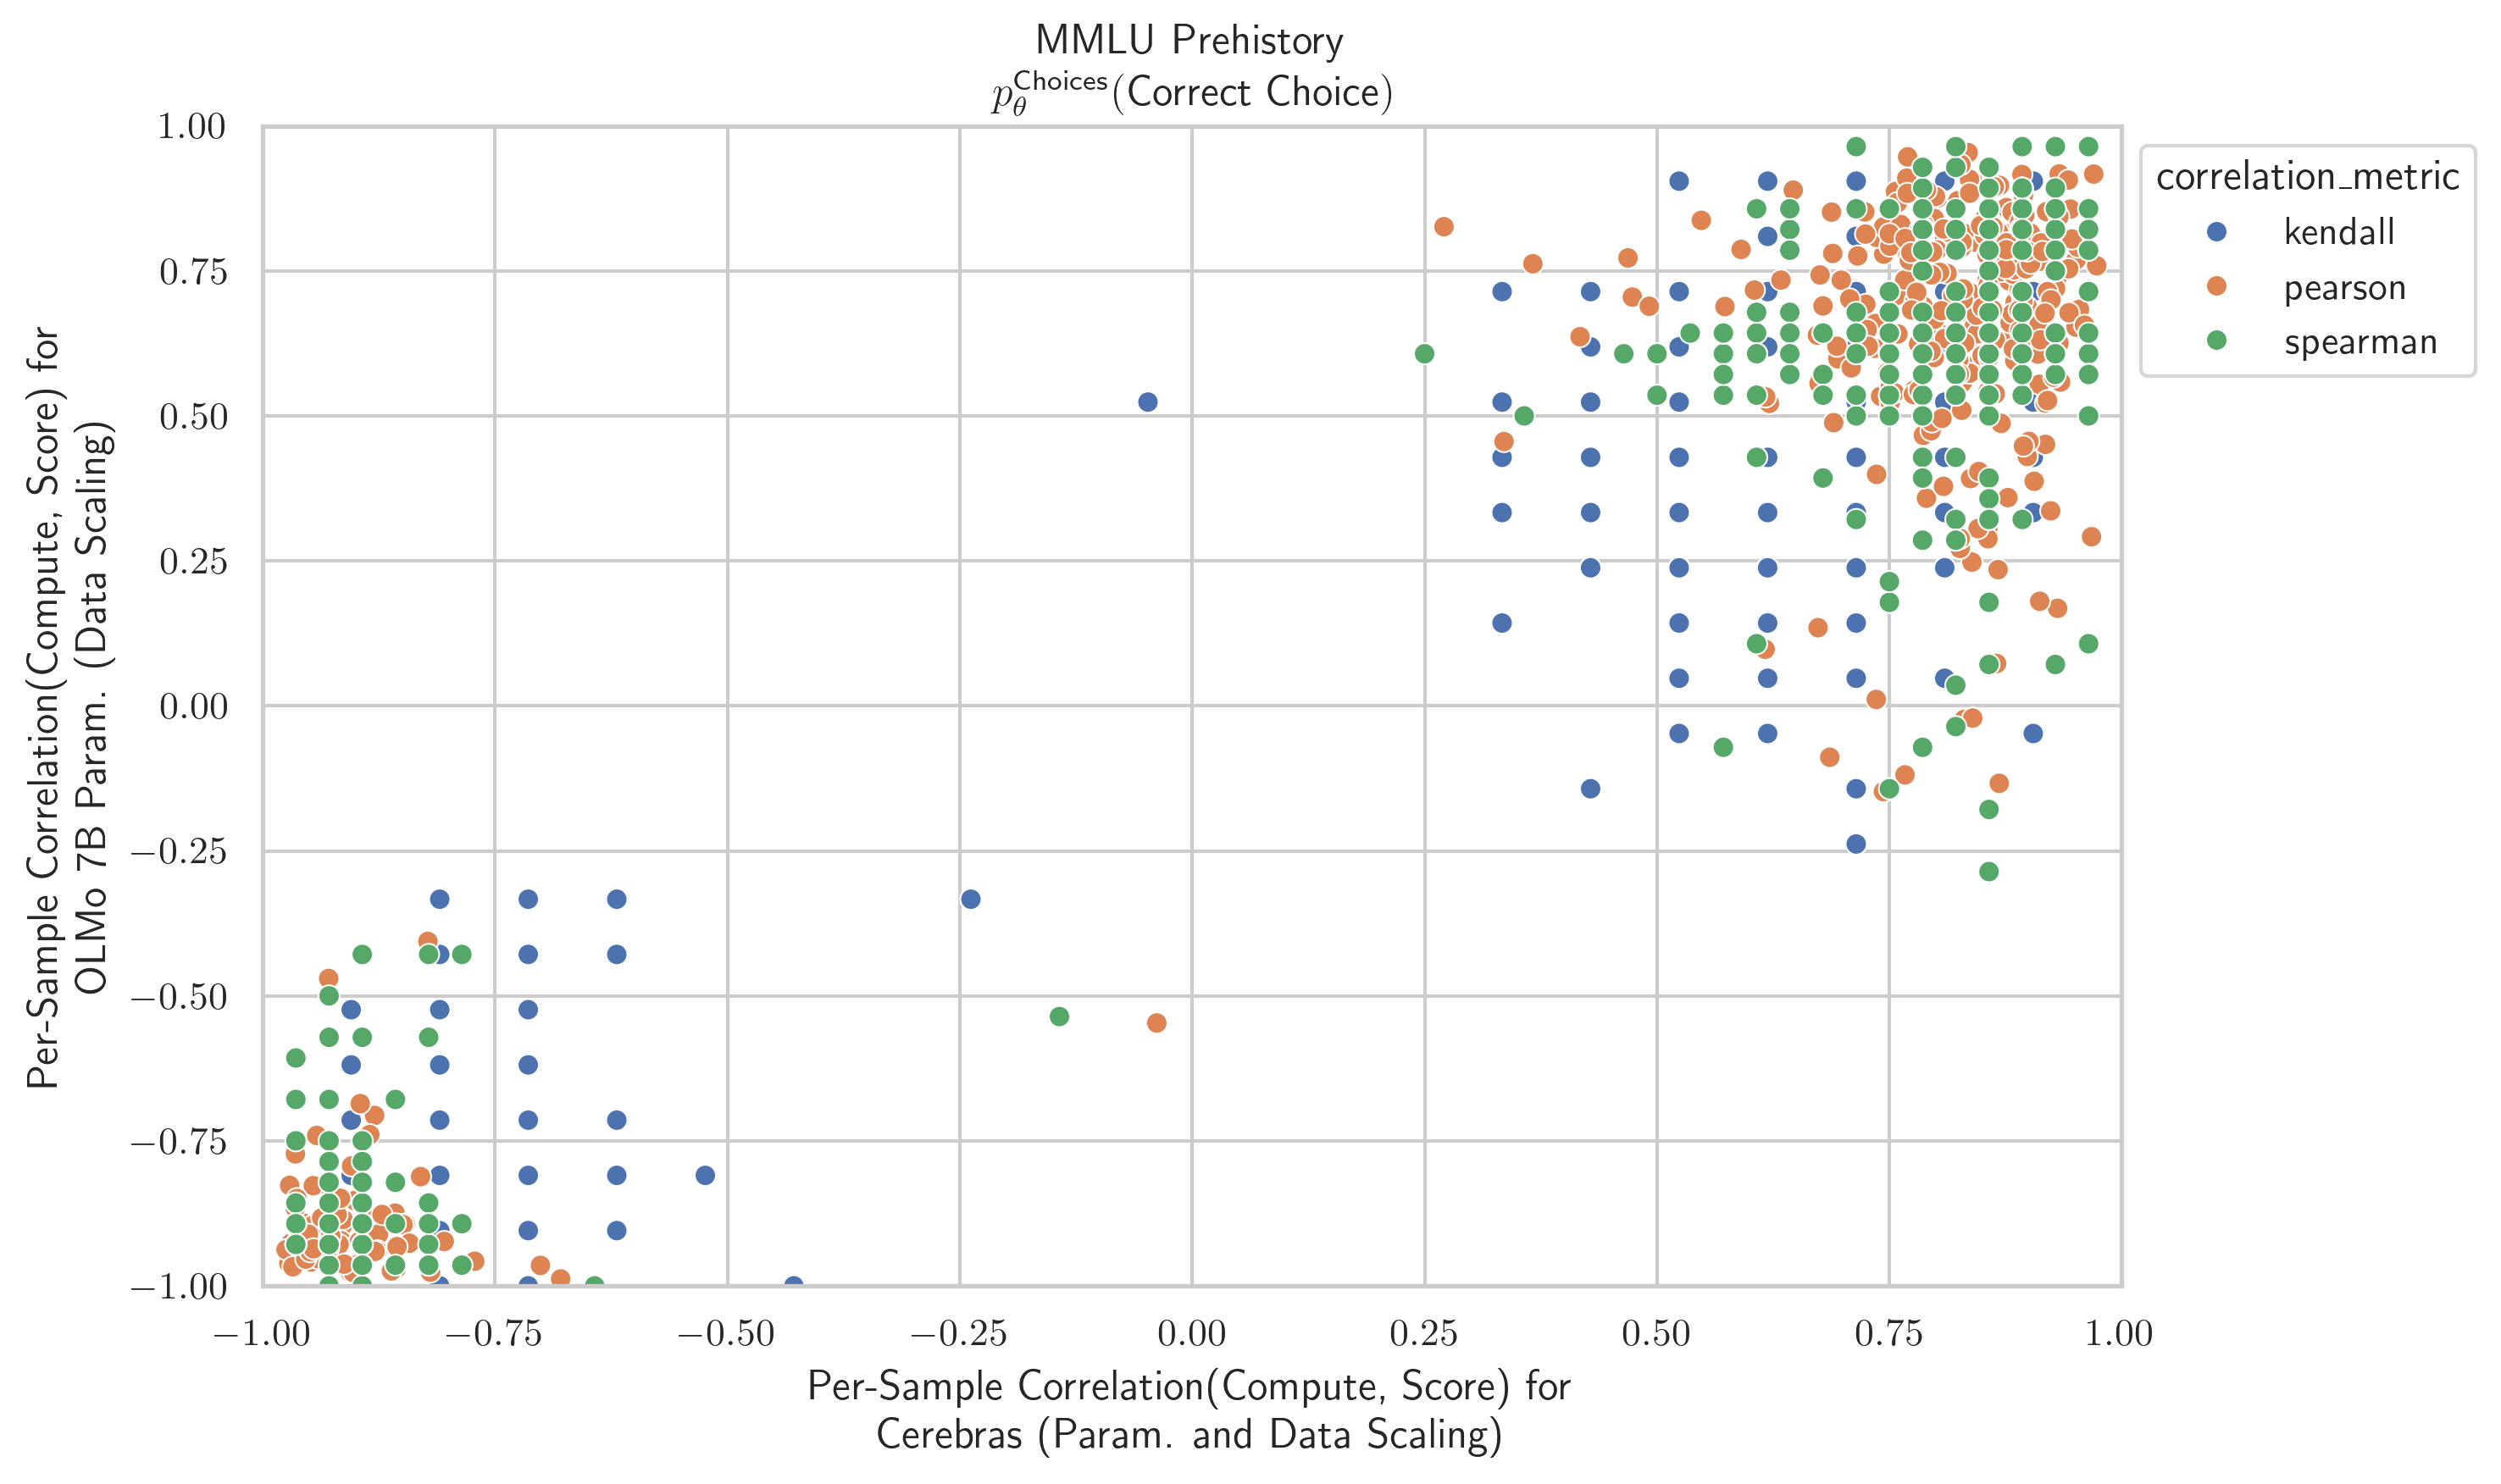 MMLU Prehistory
p_θ^Choices(Correct Choice)
1.00
0.75
0.50
0.25
0.00
−0.25
−0.50
−0.75
−1.00
Per-Sample Correlation(Compute, Score) for
OLMo 7B Param. (Data Scaling)
−1.00 −0.75 −0.50 −0.25 0.00 0.25 0.50 0.75 1.00
Per-Sample Correlation(Compute, Score) for
Cerebras (Param. and Data Scaling)
correlation_metric
kendall
pearson
spearman